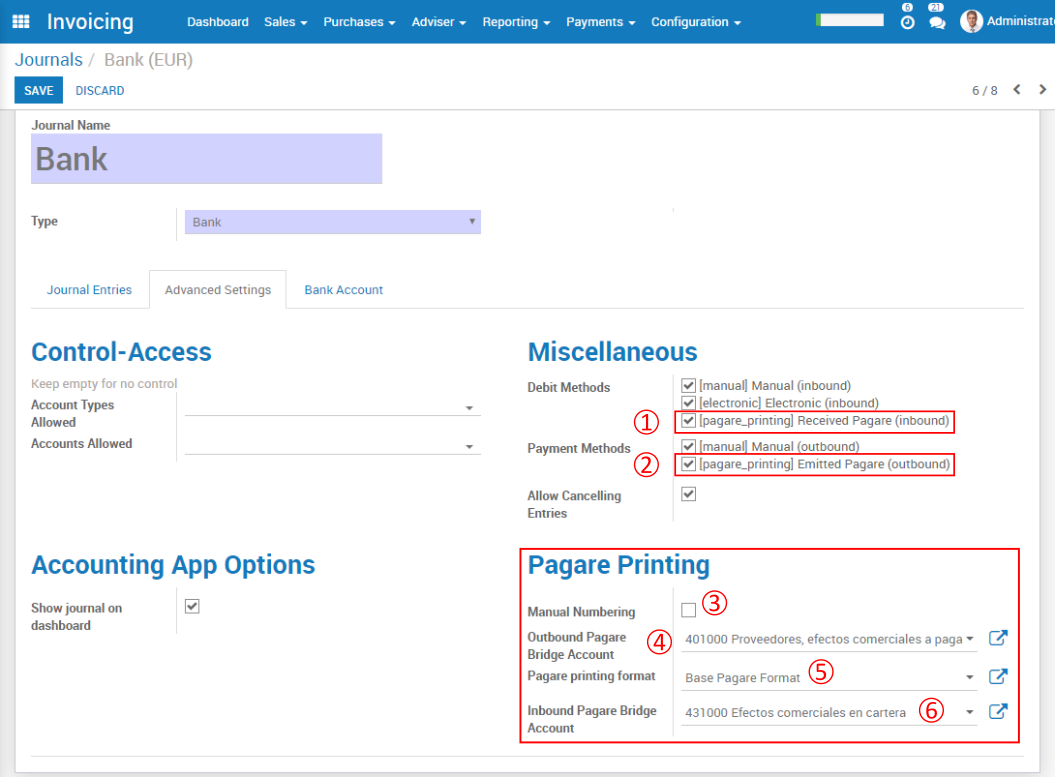 Invoicing Dashboard Sales Purchases Adviser Reporting Payments Configuration 6 21 Administrat
Journals / Bank (EUR)
SAVE DISCARD 6 / 8
Journal Name
Bank
Type Bank
Journal Entries Advanced Settings Bank Account
Control-Access
Keep empty for no control
Account Types
Allowed
Accounts Allowed
Miscellaneous
Debit Methods [manual] Manual (inbound)
[electronic] Electronic (inbound)
① [pagare_printing] Received Pagare (inbound)
Payment Methods [manual] Manual (outbound)
② [pagare_printing] Emitted Pagare (outbound)
Allow Cancelling
Entries
Accounting App Options
Show journal on
dashboard
Pagare Printing
Manual Numbering ③
Outbound Pagare
Bridge Account ④ 401000 Proveedores, efectos comerciales a paga
Pagare printing format Base Pagare Format ⑤
Inbound Pagare Bridge
Account 431000 Efectos comerciales en cartera ⑥